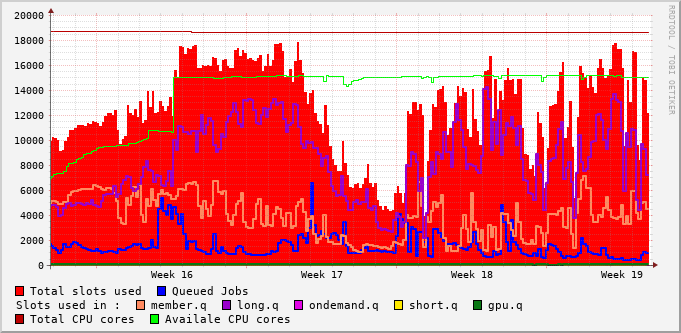 20000
18000
16000
14000
12000
10000
8000
6000
4000
2000
0
Week 16 Week 17 Week 18 Week 19
RRDTOOL / TOBI OETIKER
Total slots used Queued Jobs
Slots used in : member.q long.q ondemand.q short.q gpu.q
Total CPU cores Availale CPU cores